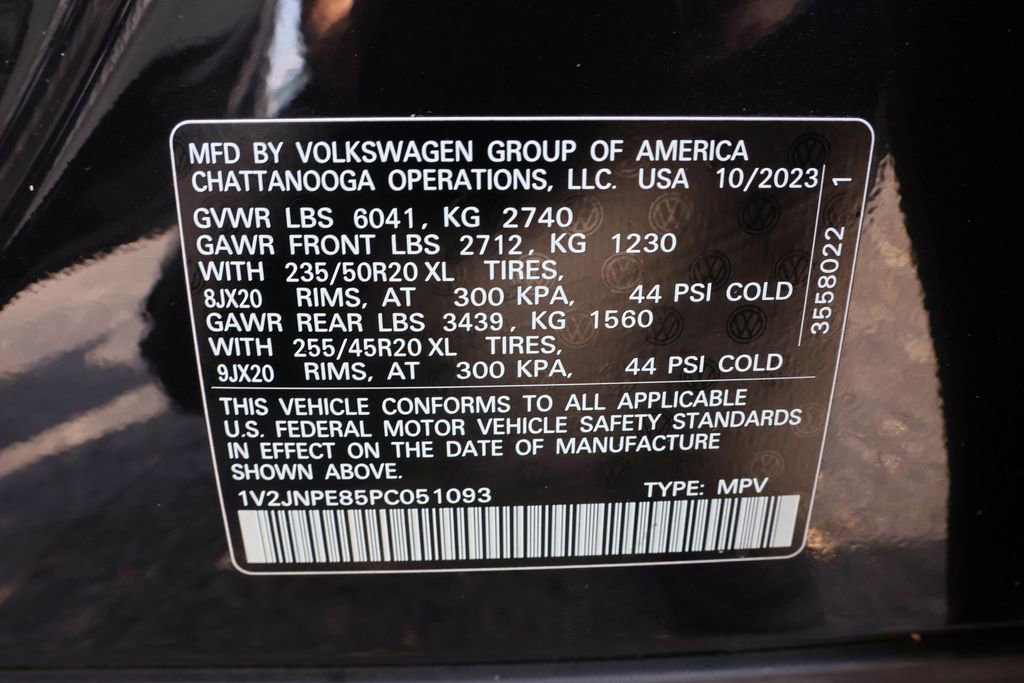 MFD BY VOLKSWAGEN GROUP OF AMERICA
CHATTANOOGA OPERATIONS, LLC. USA 10/2023
GVWR LBS 6041, KG 2740
GAWR FRONT LBS 2712, KG 1230
WITH 235/50R20 XL TIRES,
8JX20 RIMS, AT 300 KPA, 44 PSI COLD
GAWR REAR LBS 3439, KG 1560
WITH 255/45R20 XL TIRES,
9JX20 RIMS, AT 300 KPA, 44 PSI COLD
3558022 1
THIS VEHICLE CONFORMS TO ALL APPLICABLE
U.S. FEDERAL MOTOR VEHICLE SAFETY STANDARDS
IN EFFECT ON THE DATE OF MANUFACTURE
SHOWN ABOVE.
1V2JNPE85PC051093 TYPE: MPV